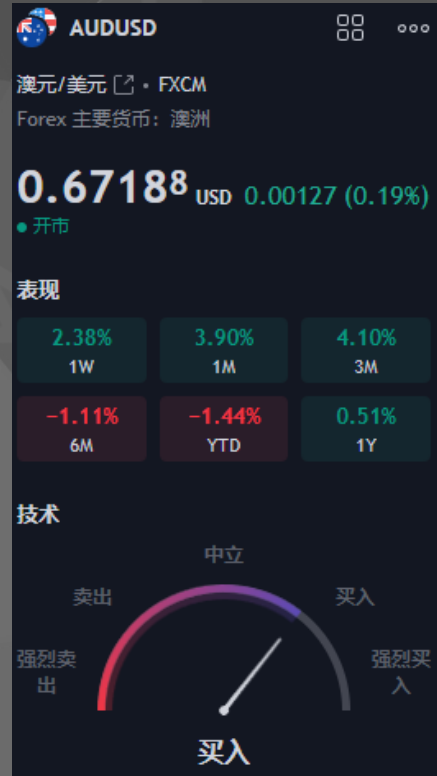 AUDUSD
澳元/美元 • FXCM
Forex 主要货币：澳洲
0.67188 USD 0.00127 (0.19%)
开市
表现
2.38% 3.90% 4.10%
1W 1M 3M
−1.11% −1.44% 0.51%
6M YTD 1Y
技术
中立
卖出 买入
强烈卖出 强烈买入
买入